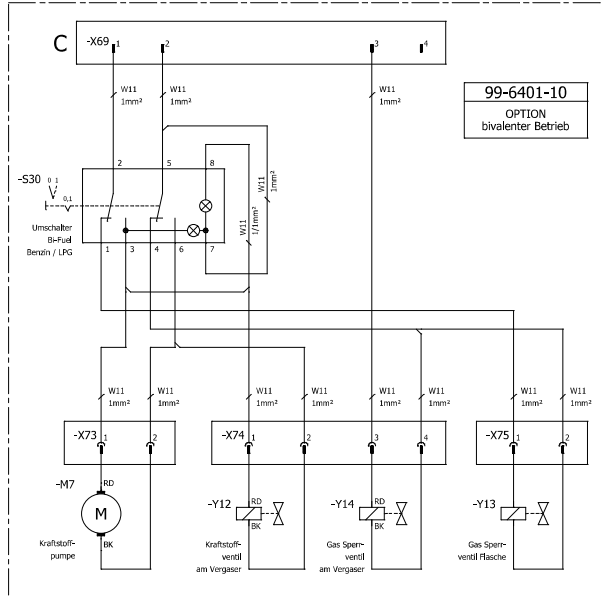 C
-X69
1
2
3
4
W11
1mm²
W11
1mm²
W11
1mm²
99-6401-10
OPTION
bivalenter Betrieb
-S30
0 1
0,1
2
5
8
W11
1mm²
W11
1/1mm²
Umschalter
Bi-Fuel
Benzin / LPG
1
3
4
6
7
W11
1mm²
W11
1mm²
W11
1mm²
W11
1mm²
W11
1mm²
W11
1mm²
W11
1mm²
W11
1mm²
-X73
1
2
-X74
1
2
3
4
-X75
1
2
-M7
RD
M
BK
Kraftstoff-
pumpe
-Y12
RD
BK
Kraftstoff-
ventil
am Vergaser
-Y14
RD
BK
Gas Sperr-
ventil
am Vergaser
-Y13
Gas Sperr-
ventil Flasche